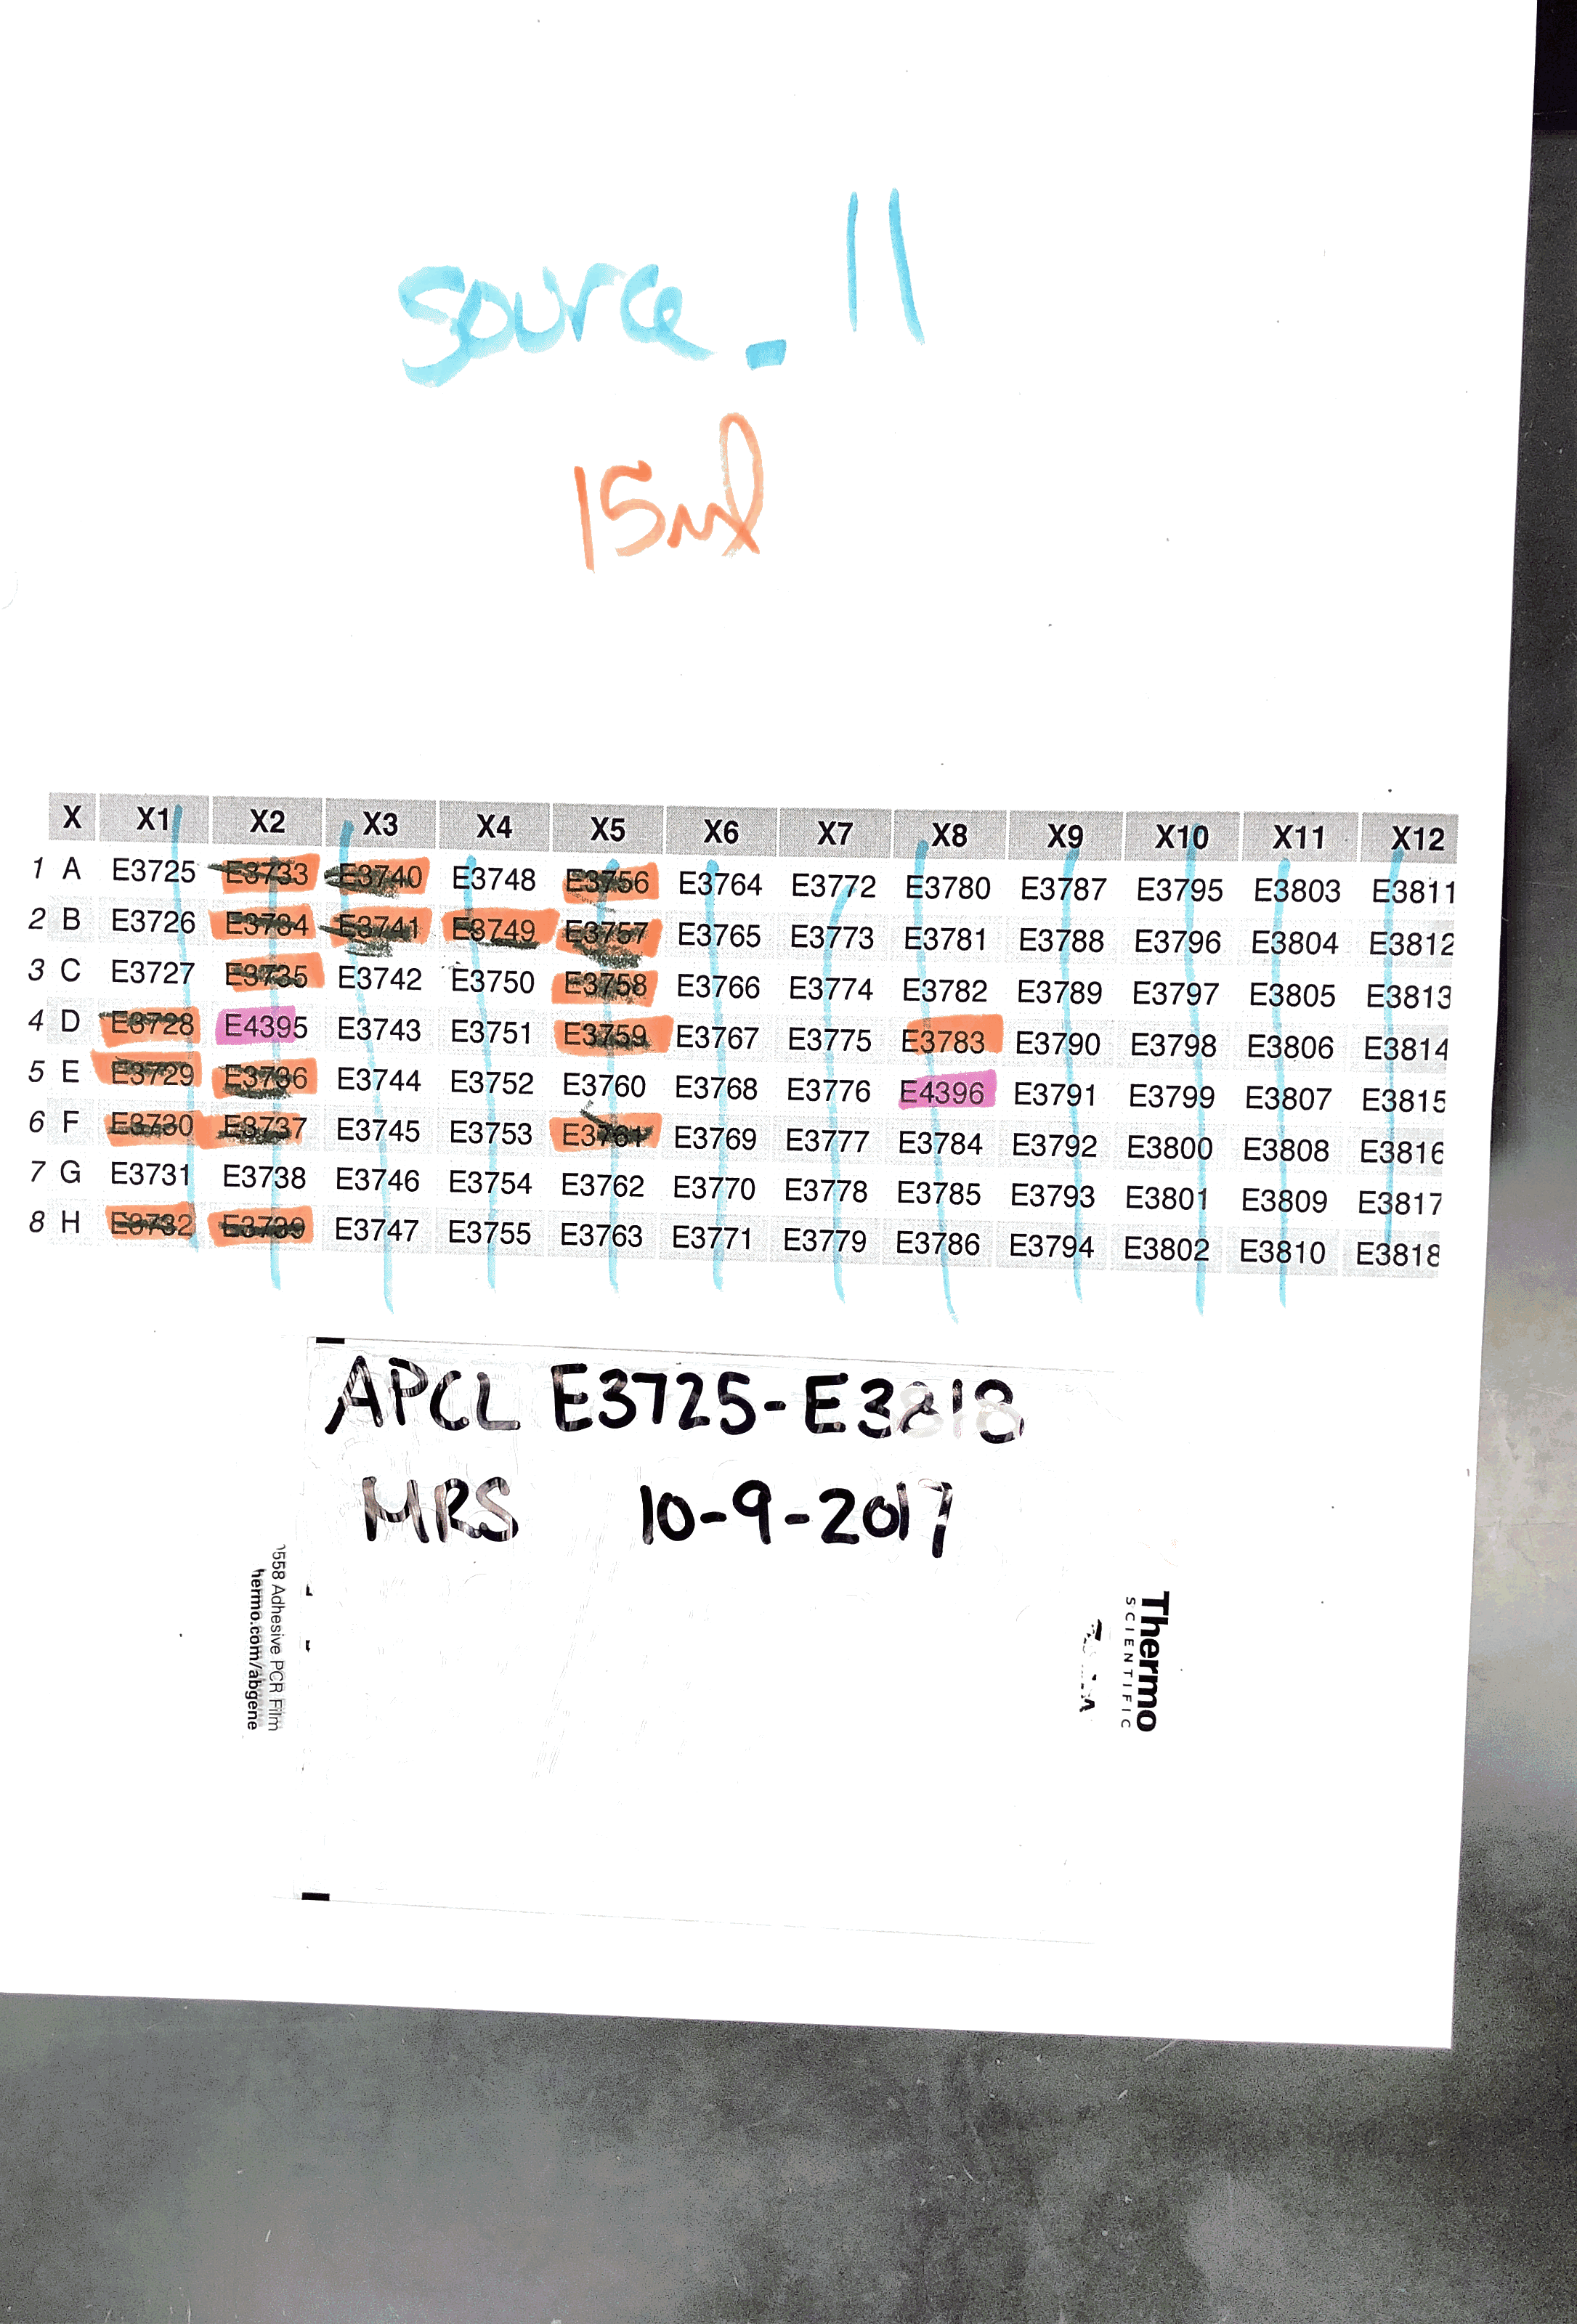 source_11
15ul
X X1 X2 X3 X4 X5 X6 X7 X8 X9 X10 X11 X12
1 A E3725 E3733 E3740 E3748 E3756 E3764 E3772 E3780 E3787 E3795 E3803 E3811
2 B E3726 E3734 E3741 E3749 E3757 E3765 E3773 E3781 E3788 E3796 E3804 E3812
3 C E3727 E3735 E3742 E3750 E3758 E3766 E3774 E3782 E3789 E3797 E3805 E3813
4 D E3728 E4395 E3743 E3751 E3759 E3767 E3775 E3783 E3790 E3798 E3806 E3814
5 E E3729 E3736 E3744 E3752 E3760 E3768 E3776 E4396 E3791 E3799 E3807 E3815
6 F E3730 E3737 E3745 E3753 E3761 E3769 E3777 E3784 E3792 E3800 E3808 E3816
7 G E3731 E3738 E3746 E3754 E3762 E3770 E3778 E3785 E3793 E3801 E3809 E3817
8 H E3732 E3739 E3747 E3755 E3763 E3771 E3779 E3786 E3794 E3802 E3810 E3818
APCL E3725-E3818
MRS 10-9-2017
Thermo
SCIENTIFIC
0558 Adhesive PCR Film
hermo.com/abgene